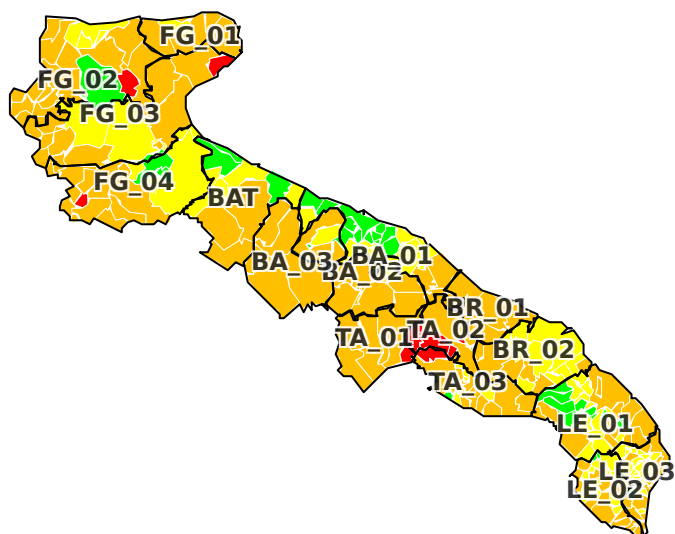 FG_01
FG_02
FG_03
FG_04
BAT
BA_01
BA_03
BA_02
BR_01
TA_02
TA_01
BR_02
TA_03
LE_01
LE_03
LE_02